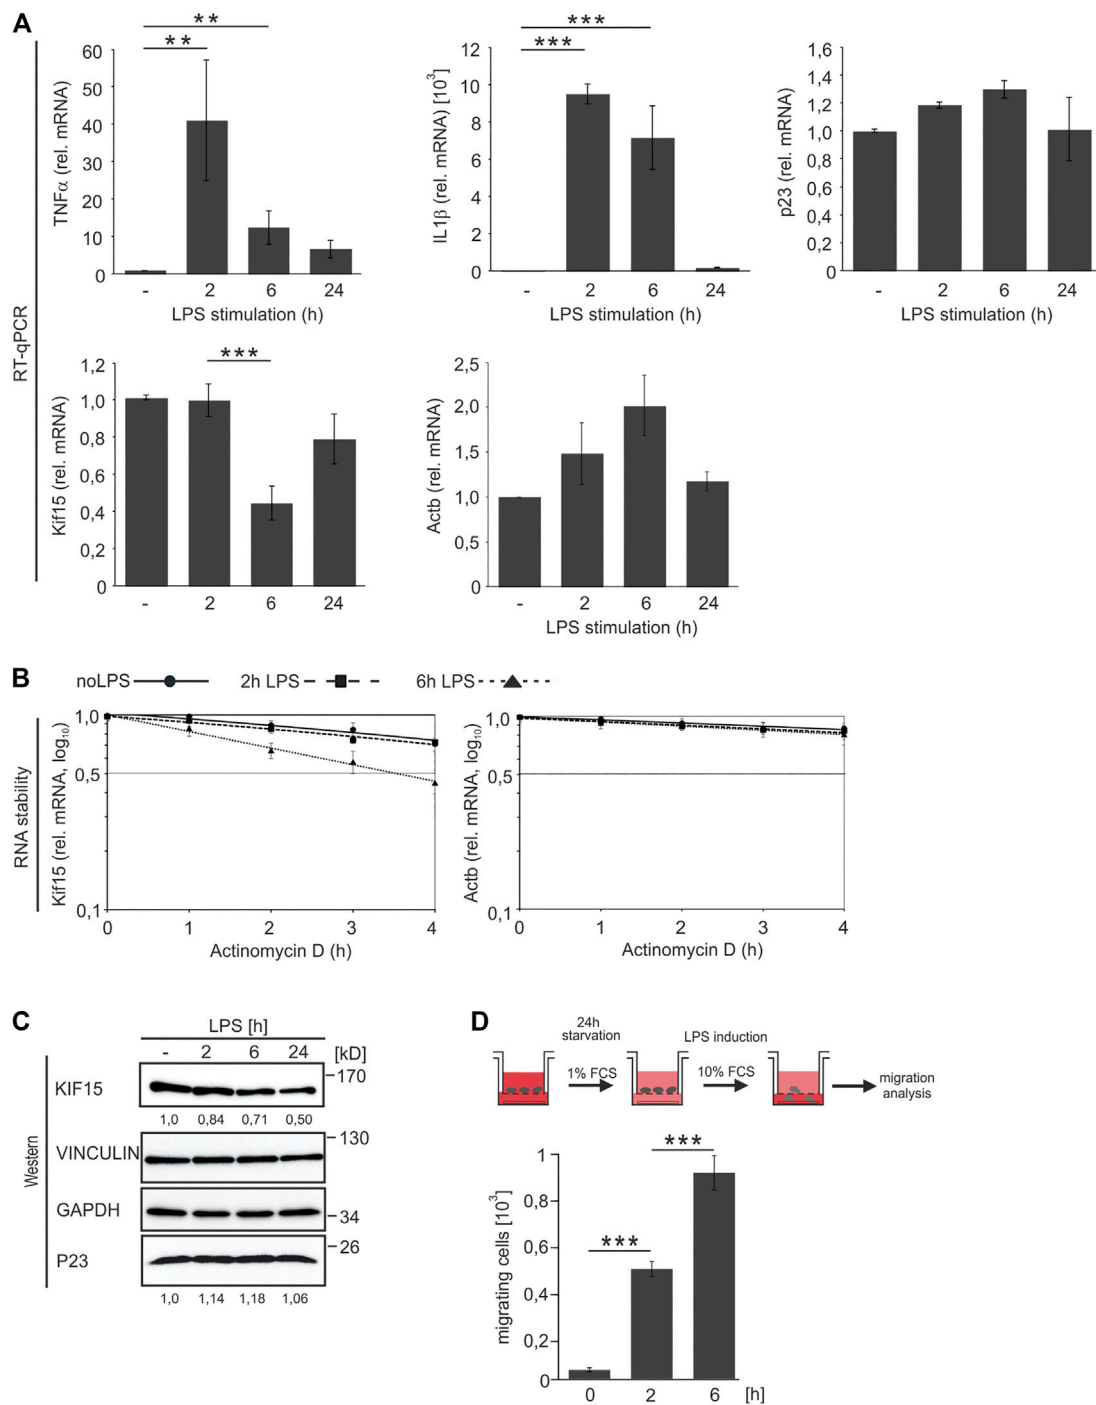 A
RT-qPCR
** 
**
TNFα (rel. mRNA)
60
50
40
30
20
10
0
- 2 6 24
LPS stimulation (h)
***
***
IL1β (rel. mRNA) [10³]
12
10
8
6
4
2
0
- 2 6 24
LPS stimulation (h)
p23 (rel. mRNA)
1,6
1,4
1,2
1,0
0,8
0,6
0,4
0,2
0
- 2 6 24
LPS stimulation (h)
***
Kif15 (rel. mRNA)
1,2
1,0
0,8
0,6
0,4
0,2
0
- 2 6 24
Actb (rel. mRNA)
2,5
2,0
1,5
1,0
0,5
0
- 2 6 24
LPS stimulation (h)
B
noLPS 2h LPS 6h LPS
RNA stability
Kif15 (rel. mRNA, log₁₀)
1,0
0,5
0,1
0 1 2 3 4
Actinomycin D (h)
Actb (rel. mRNA, log₁₀)
1,0
0,5
0,1
0 1 2 3 4
Actinomycin D (h)
C
Western
LPS [h]
- 2 6 24 [kD]
KIF15 170
1,0 0,84 0,71 0,50
VINCULIN 130
GAPDH 34
P23 26
1,0 1,14 1,18 1,06
D
24h
starvation
1% FCS
LPS induction
10% FCS
migration
analysis
***
***
migrating cells [10³]
1
0,8
0,6
0,4
0,2
0
0 2 6 [h]